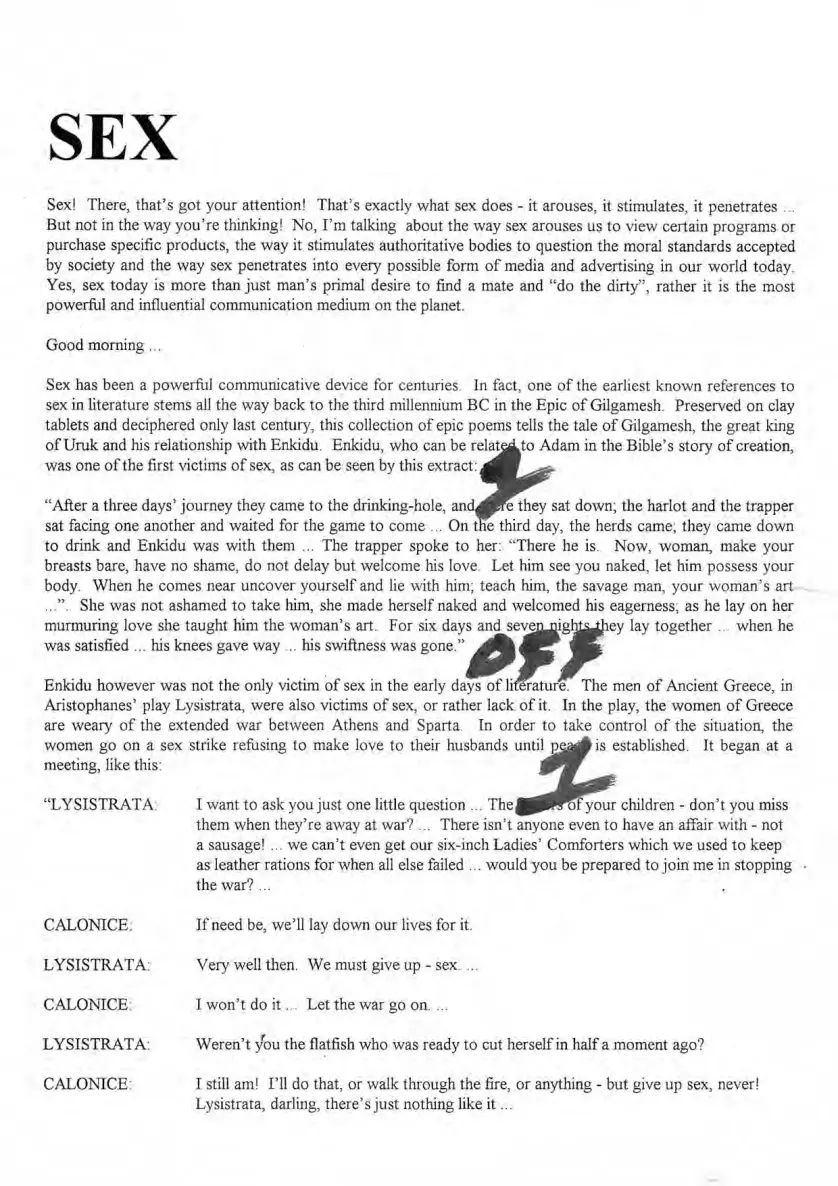 SEX
Sex! There, that's got your attention! That's exactly what sex does - it arouses, it stimulates, it penetrates ...
But not in the way you're thinking! No, I'm talking about the way sex arouses us to view certain programs or
purchase specific products, the way it stimulates authoritative bodies to question the moral standards accepted
by society and the way sex penetrates into every possible form of media and advertising in our world today.
Yes, sex today is more than just man's primal desire to find a mate and "do the dirty", rather it is the most
powerful and influential communication medium on the planet.
Good morning ...
Sex has been a powerful communicative device for centuries. In fact, one of the earliest known references to
sex in literature stems all the way back to the third millennium BC in the Epic of Gilgamesh. Preserved on clay
tablets and deciphered only last century, this collection of epic poems tells the tale of Gilgamesh, the great king
of Uruk and his relationship with Enkidu. Enkidu, who can be related to Adam in the Bible's story of creation,
was one of the first victims of sex, as can be seen by this extract:
"After a three days' journey they came to the drinking-hole, and they sat down; the harlot and the trapper
sat facing one another and waited for the game to come ... On the third day, the herds came; they came down
to drink and Enkidu was with them ... The trapper spoke to her: "There he is. Now, woman, make your
breasts bare, have no shame, do not delay but welcome his love. Let him see you naked, let him possess your
body. When he comes near uncover yourself and lie with him; teach him, the savage man, your woman's art
...". She was not ashamed to take him, she made herself naked and welcomed his eagerness; as he lay on her
murmuring love she taught him the woman's art. For six days and seven nights they lay together ... when he
was satisfied ... his knees gave way ... his swiftness was gone."
OFF
Enkidu however was not the only victim of sex in the early days of literature. The men of Ancient Greece, in
Aristophanes' play Lysistrata, were also victims of sex, or rather lack of it. In the play, the women of Greece
are weary of the extended war between Athens and Sparta. In order to take control of the situation, the
women go on a sex strike refusing to make love to their husbands until peace is established. It began at a
meeting, like this:
1
"LYSISTRATA: I want to ask you just one little question ... The of your children - don't you miss
them when they're away at war? ... There isn't anyone even to have an affair with - not
a sausage! ... we can't even get our six-inch Ladies' Comforters which we used to keep
as leather rations for when all else failed ... would you be prepared to join me in stopping
the war? ...
CALONICE: If need be, we'll lay down our lives for it.
LYSISTRATA: Very well then. We must give up - sex. ...
CALONICE: I won't do it ... Let the war go on. ...
LYSISTRATA: Weren't you the flatfish who was ready to cut herself in half a moment ago?
CALONICE: I still am! I'll do that, or walk through the fire, or anything - but give up sex, never!
Lysistrata, darling, there's just nothing like it ...